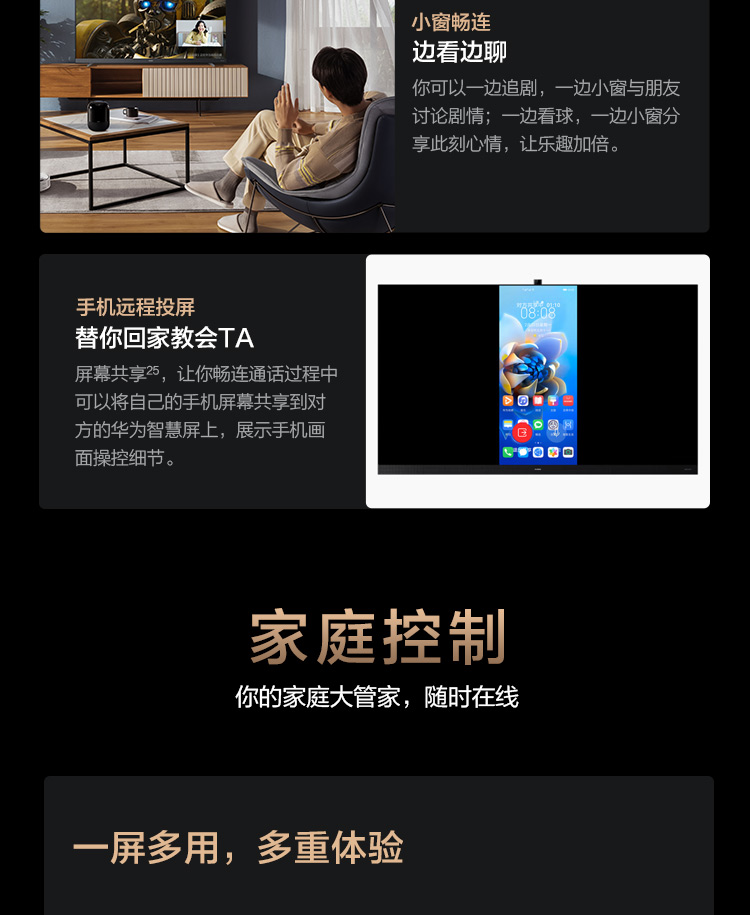 小窗畅连
边看边聊
你可以一边追剧，一边小窗与朋友
讨论剧情；一边看球，一边小窗分
享此刻心情，让乐趣加倍。
手机远程投屏
替你回家教会TA
屏幕共享25，让你畅连通话过程中
可以将自己的手机屏幕共享到对
方的华为智慧屏上，展示手机画
面操控细节。
08:08
家庭控制
你的家庭大管家，随时在线
一屏多用，多重体验